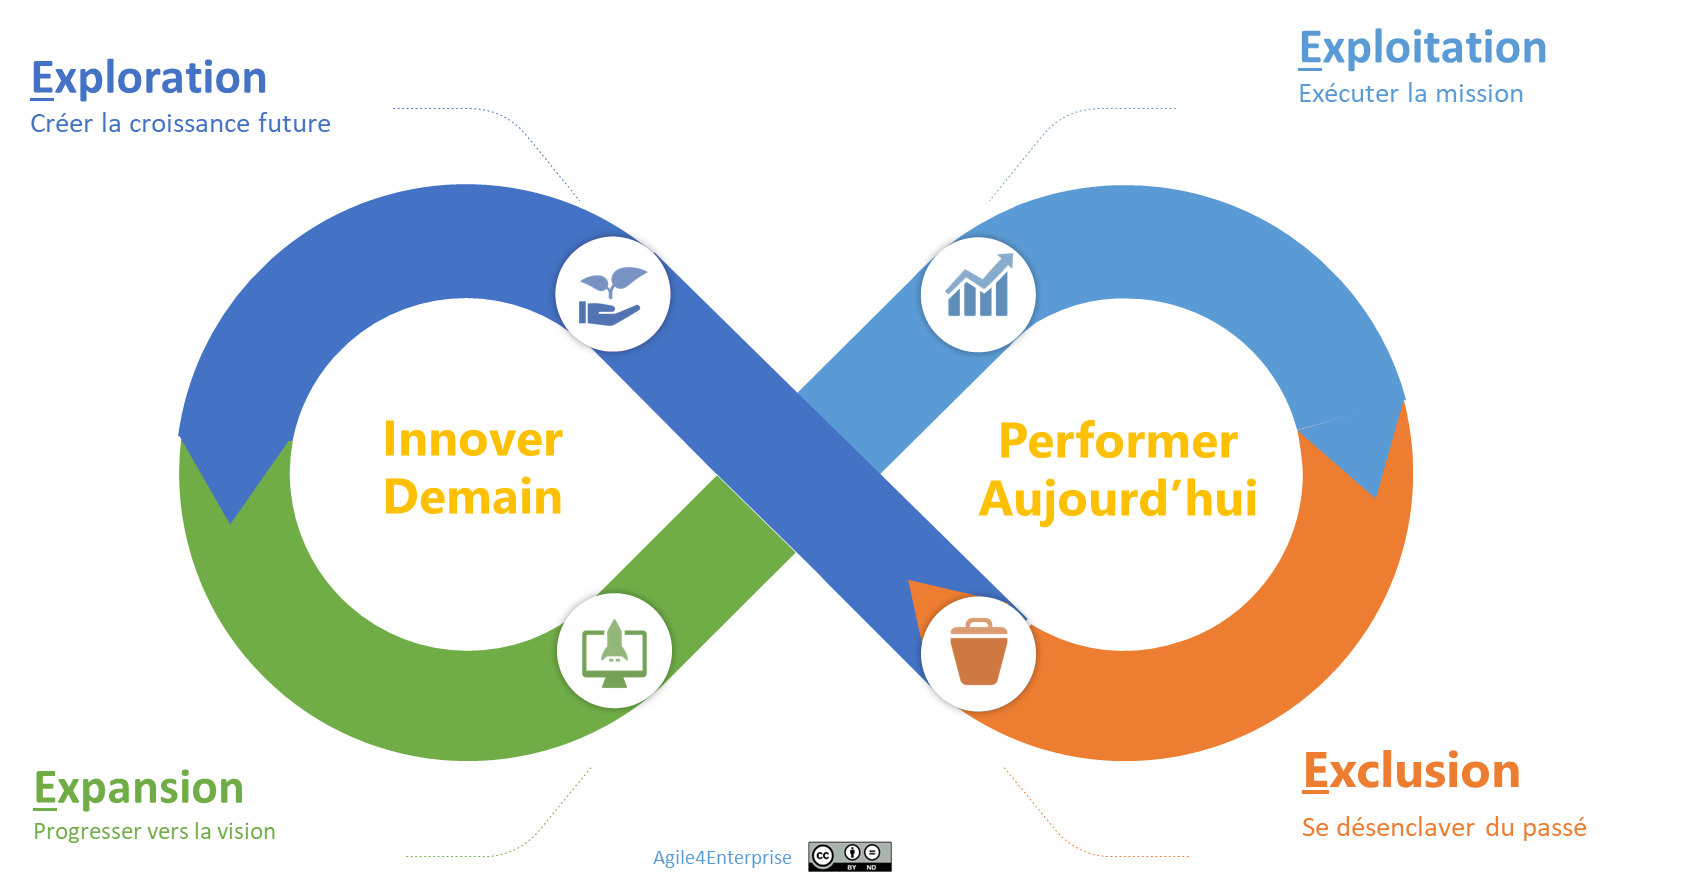 Exploration
Créer la croissance future
Exploitation
Exécuter la mission
Innover
Demain
Performer
Aujourd’hui
Expansion
Progresser vers la vision
Exclusion
Se désenclaver du passé
Agile4Enterprise
cc
BY ND